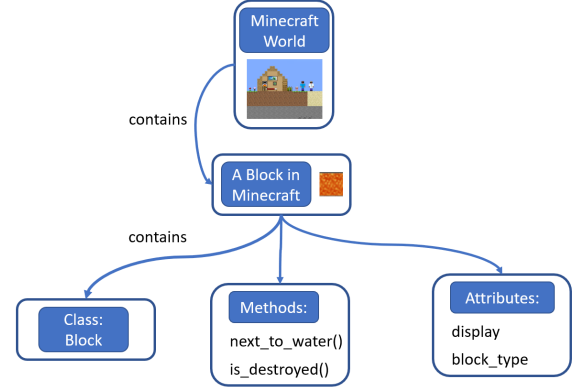 Minecraft
World
contains
A Block in
Minecraft
contains
Class:
Block
Methods:
next_to_water()
is_destroyed()
Attributes:
display
block_type